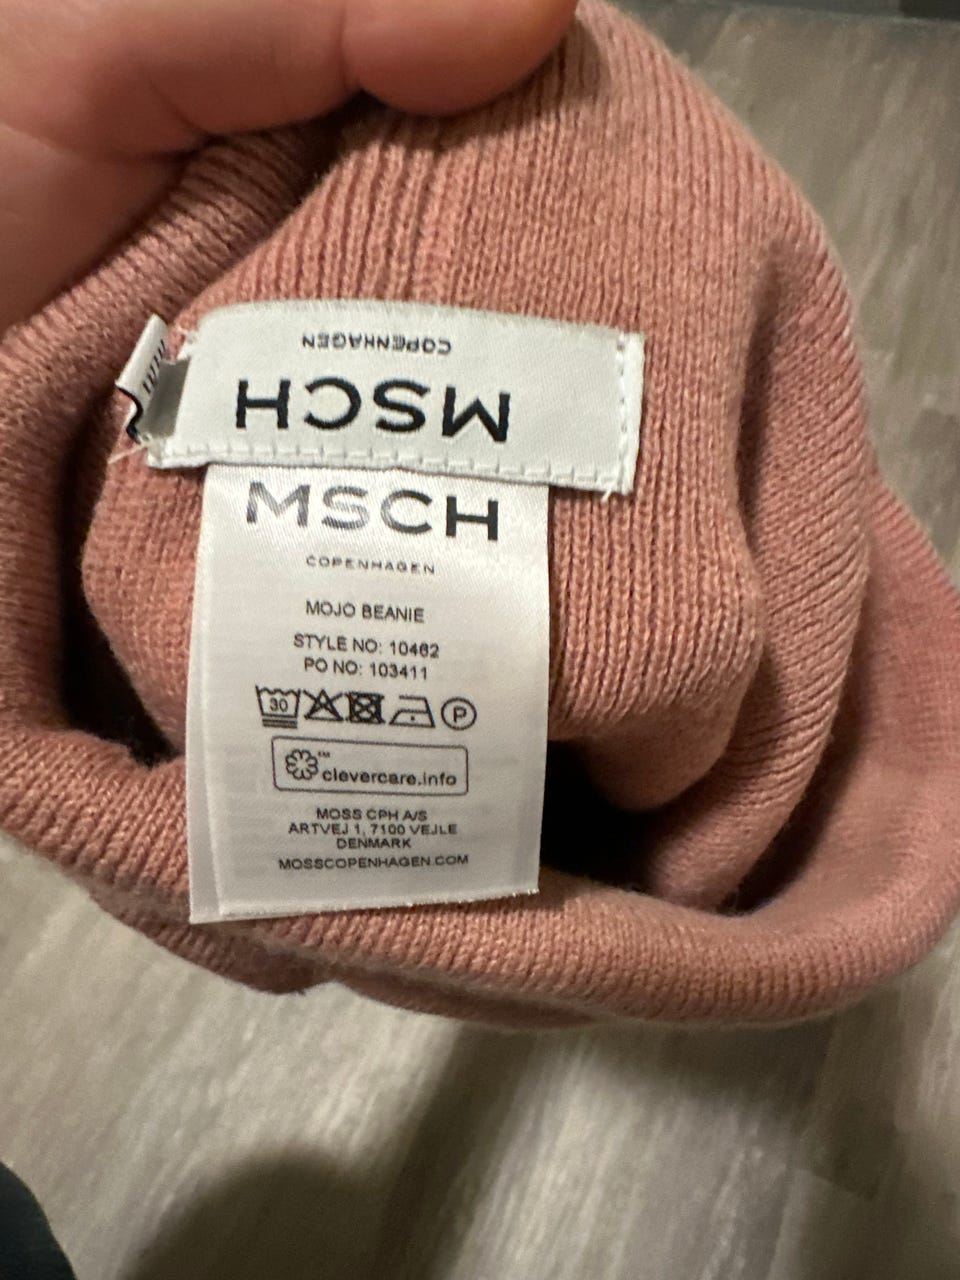 MSCH
COPENHAGEN
MSCH
COPENHAGEN
MOJO BEANIE
STYLE NO: 10462
PO NO: 103411
30 P
™
clevercare.info
MOSS CPH A/S
ARTVEJ 1, 7100 VEJLE
DENMARK
MOSSCOPENHAGEN.COM